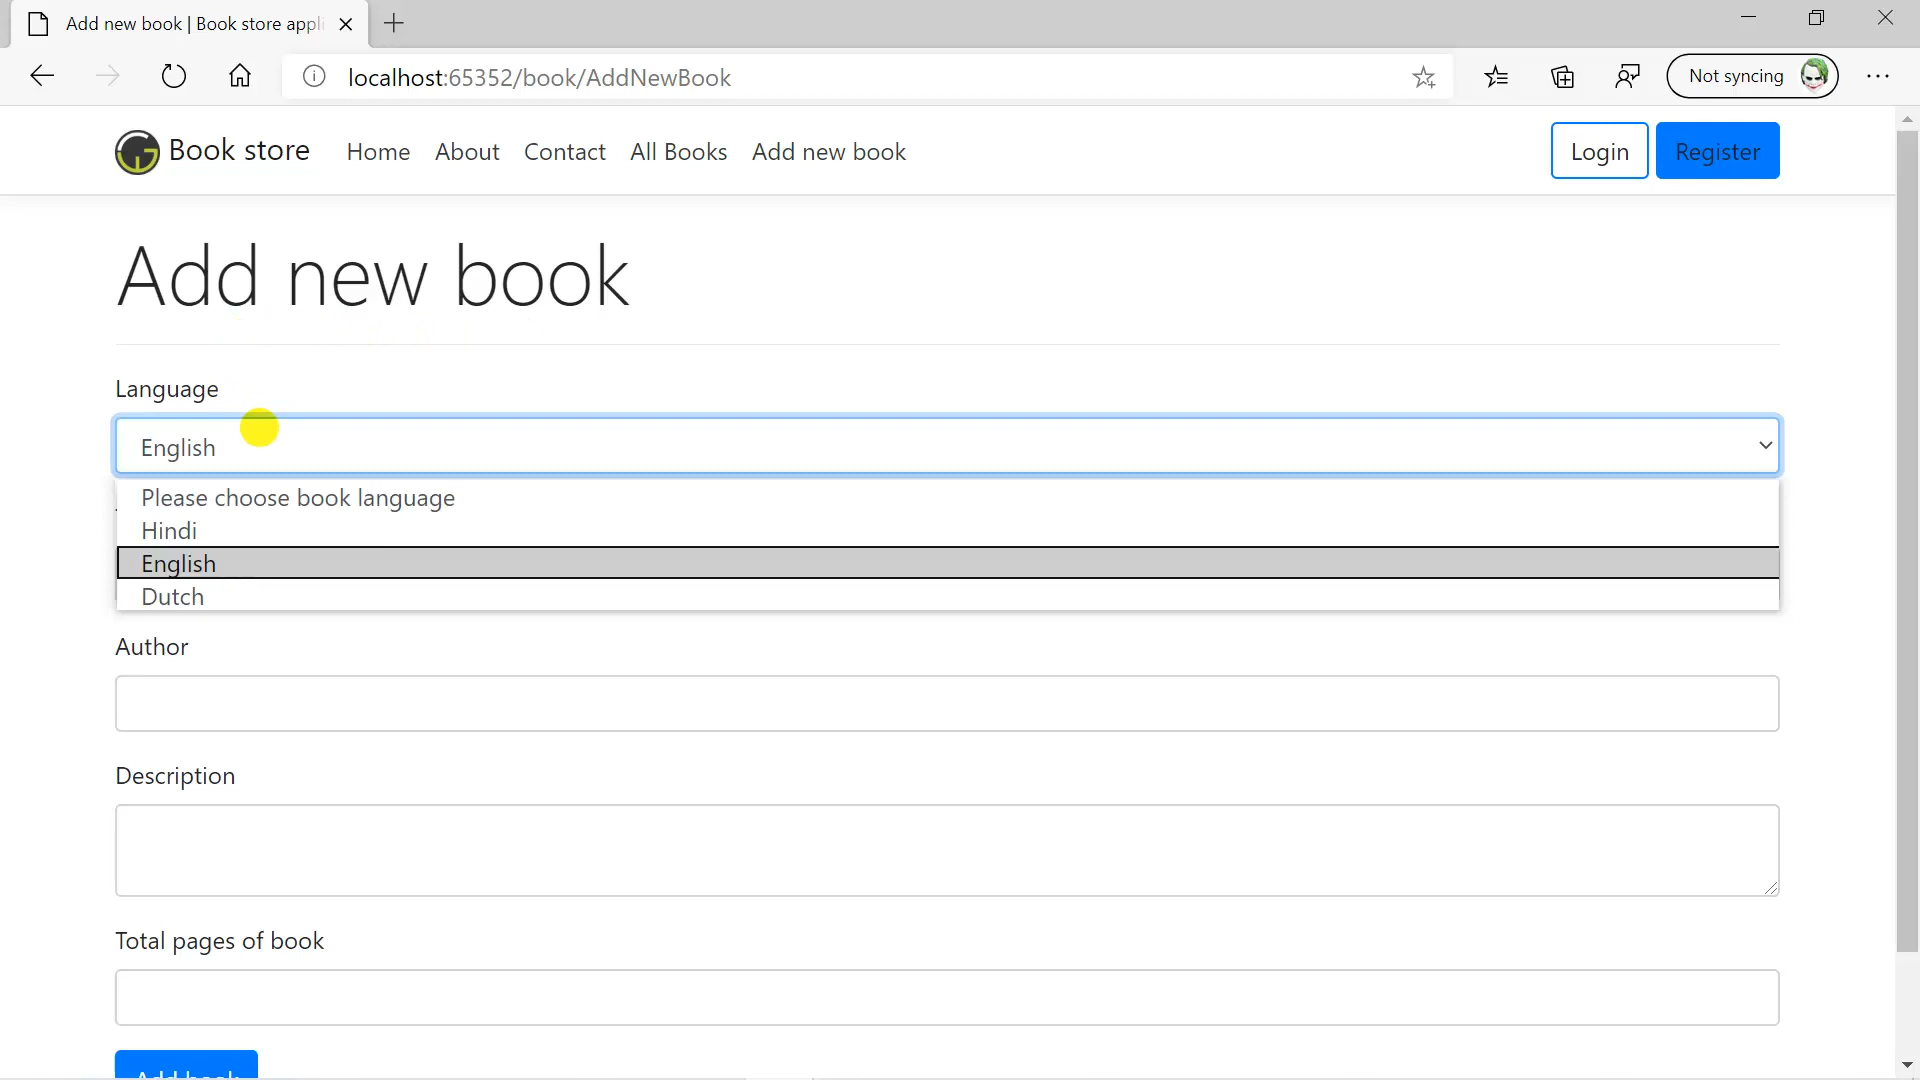 Add new book | Book store appli
localhost:65352/book/AddNewBook
Not syncing
Book store
Home
About
Contact
All Books
Add new book
Login
Register
Add new book
Language
English
Please choose book language
Hindi
English
Dutch
Author
Description
Total pages of book
Add book